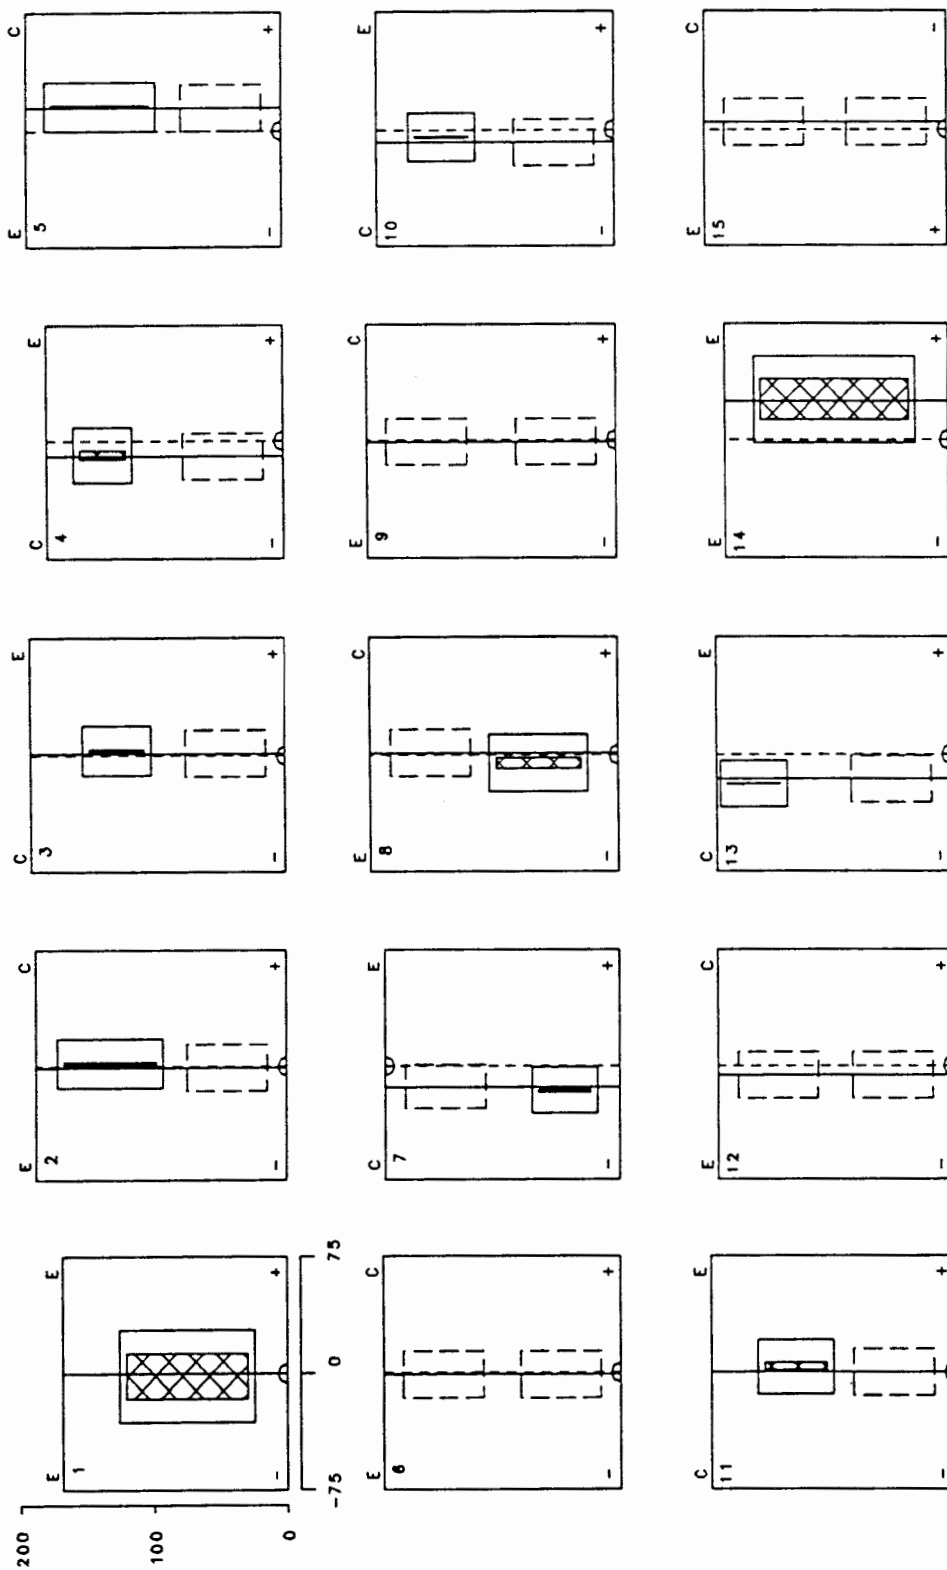 E E E C C E C E E C
200
1 2 3 4 5
100
- + - + - + - + - +
0
-75 0 75
E C C E E C E C C E
6 7 8 9 10
- + - + - + - + - +
C E E C C E E E E C
11 12 13 14 15
- + - + - + - + + -